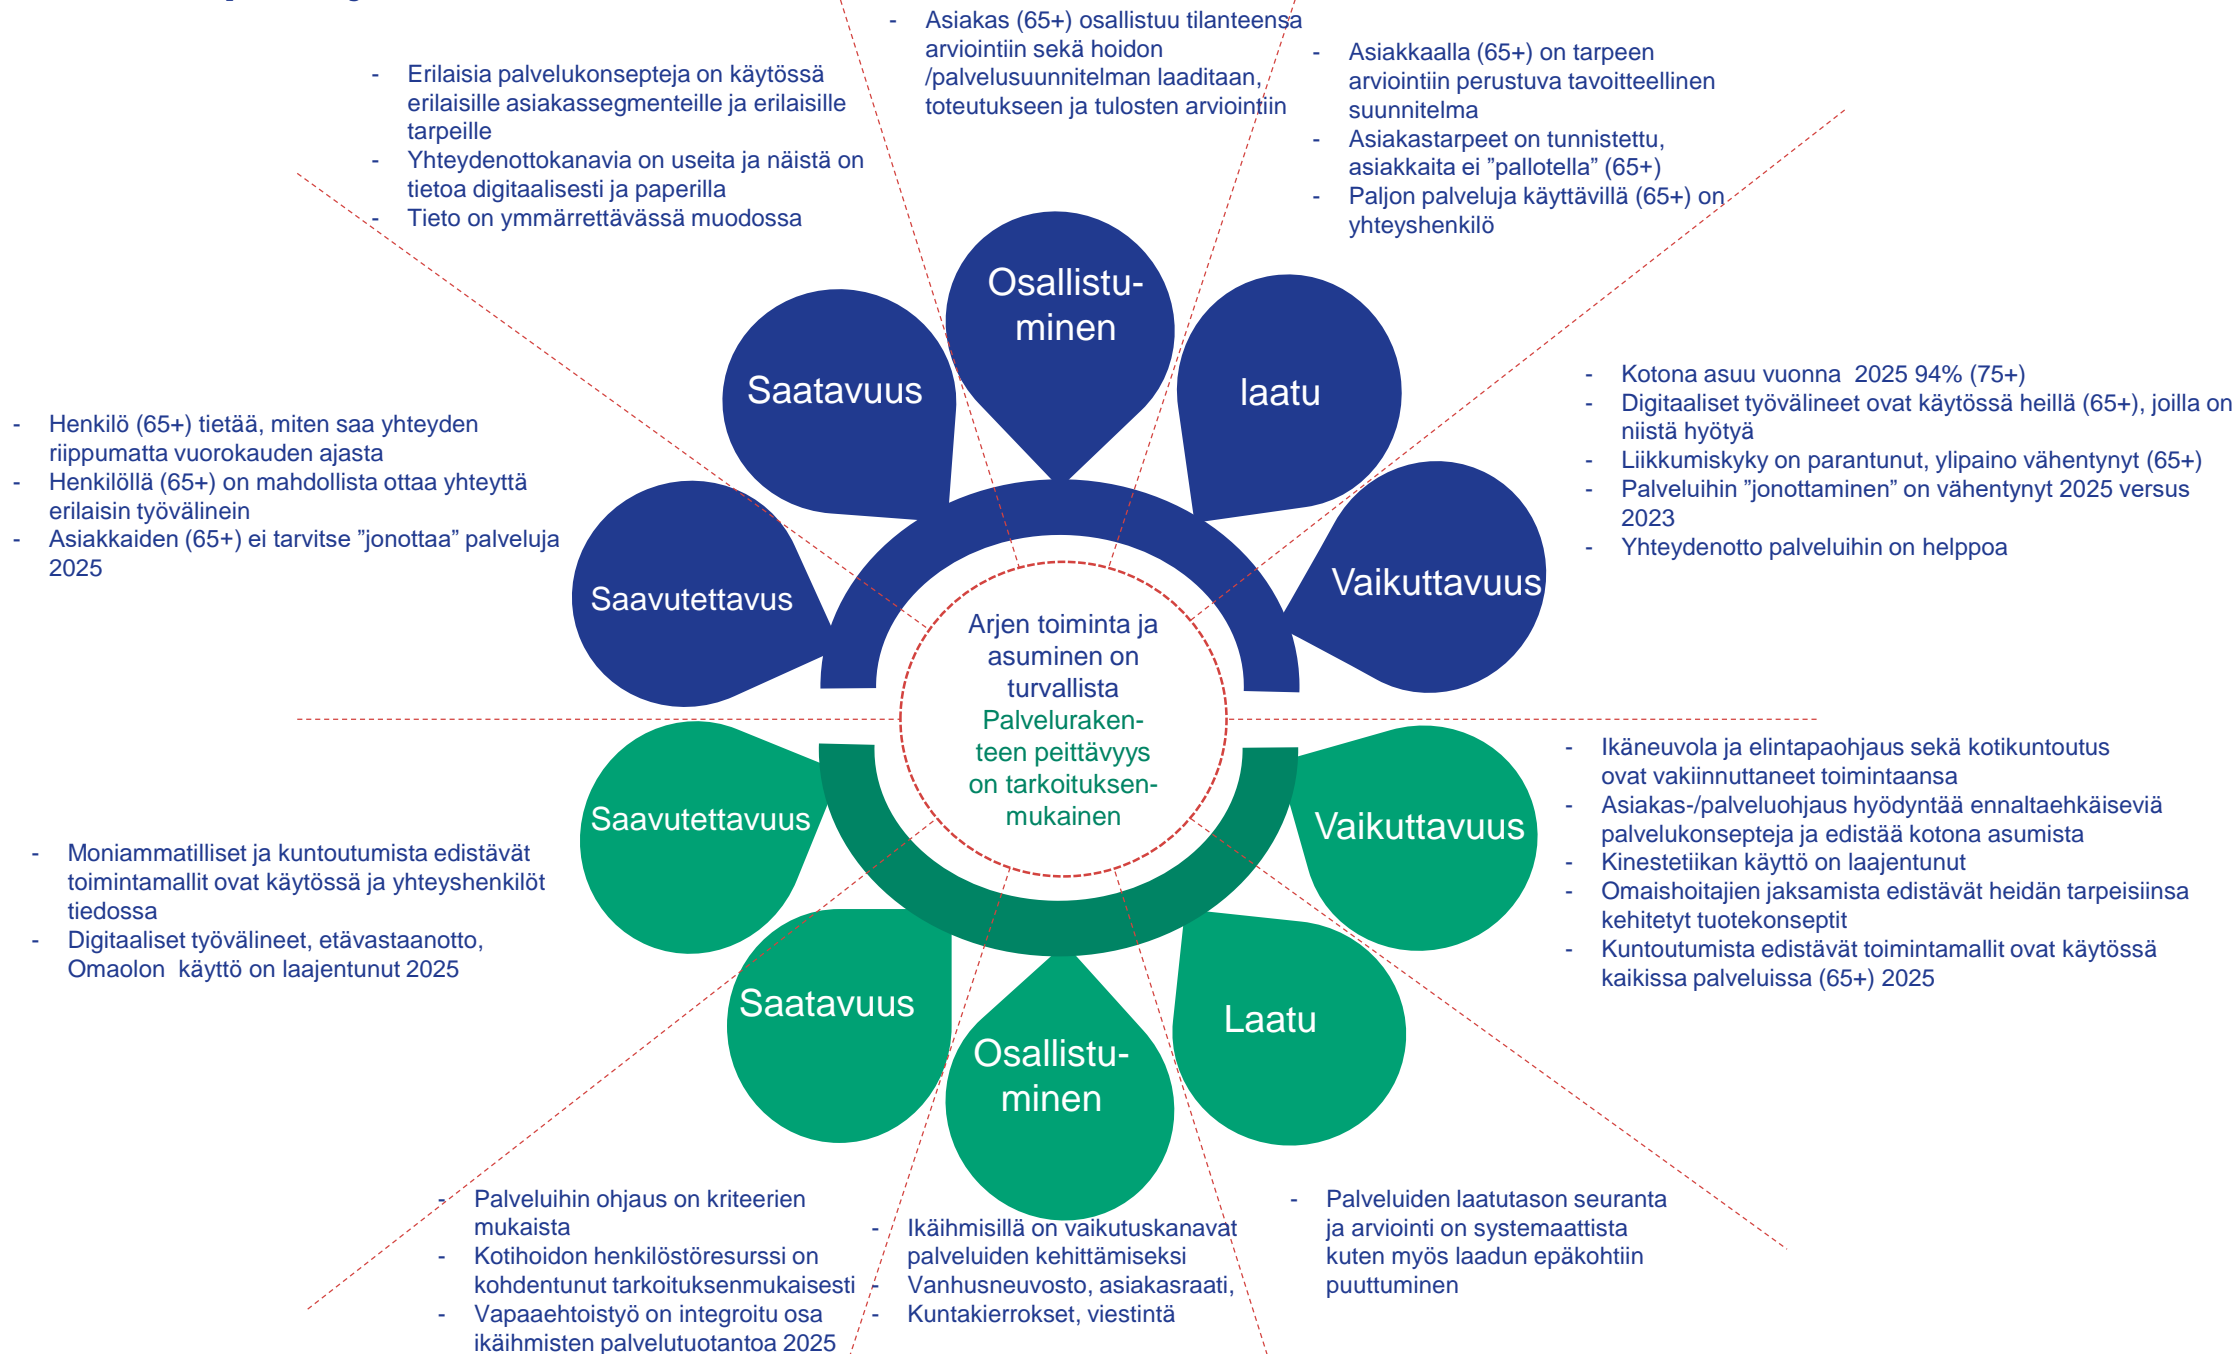 - Asiakas (65+) osallistuu tilanteensa
arviointiin sekä hoidon
/palvelusuunnitelman laaditaan,
toteutukseen ja tulosten arviointiin
- Erilaisia palvelukonsepteja on käytössä
erilaisille asiakassegmenteille ja erilaisille
tarpeille
- Yhteydenottokanavia on useita ja näistä on
tietoa digitaalisesti ja paperilla
- Tieto on ymmärrettävässä muodossa
- Asiakkaalla (65+) on tarpeen
arviointiin perustuva tavoitteellinen
suunnitelma
- Asiakastarpeet on tunnistettu,
asiakkaita ei ”pallotella” (65+)
- Paljon palveluja käyttävillä (65+) on
yhteyshenkilö
Osallistu-
minen
Saatavuus
laatu
- Henkilö (65+) tietää, miten saa yhteyden
riippumatta vuorokauden ajasta
- Henkilöllä (65+) on mahdollista ottaa yhteyttä
erilaisin työvälinein
- Asiakkaiden (65+) ei tarvitse ”jonottaa” palveluja
2025
- Kotona asuu vuonna  2025 94% (75+)
- Digitaaliset työvälineet ovat käytössä heillä (65+), joilla on
niistä hyötyä
- Liikkumiskyky on parantunut, ylipaino vähentynyt (65+)
- Palveluihin ”jonottaminen” on vähentynyt 2025 versus
2023
- Yhteydenotto palveluihin on helppoa
Saavutettavus
Vaikuttavuus
Arjen toiminta ja
asuminen on
turvallista
Palveluraken-
teen peittävyys
on tarkoituksen-
mukainen
Saavutettavuus
Vaikuttavuus
- Ikäneuvola ja elintapaohjaus sekä kotikuntoutus
ovat vakiinnuttaneet toimintaansa
- Asiakas-/palveluohjaus hyödyntää ennaltaehkäiseviä
palvelukonsepteja ja edistää kotona asumista
- Kinestetiikan käyttö on laajentunut
- Omaishoitajien jaksamista edistävät heidän tarpeisiinsa
kehitetyt tuotekonseptit
- Kuntoutumista edistävät toimintamallit ovat käytössä
kaikissa palveluissa (65+) 2025
- Moniammatilliset ja kuntoutumista edistävät
toimintamallit ovat käytössä ja yhteyshenkilöt
tiedossa
- Digitaaliset työvälineet, etävastaanotto,
Omaolon  käyttö on laajentunut 2025
Saatavuus
Osallistu-
minen
Laatu
- Palveluihin ohjaus on kriteerien
mukaista
- Kotihoidon henkilöstöresurssi on
kohdentunut tarkoituksenmukaisesti
- Vapaaehtoistyö on integroitu osa
ikäihmisten palvelutuotantoa 2025
- Ikäihmisillä on vaikutuskanavat
palveluiden kehittämiseksi
- Vanhusneuvosto, asiakasraati,
- Kuntakierrokset, viestintä
- Palveluiden laatutason seuranta
ja arviointi on systemaattista
kuten myös laadun epäkohtiin
puuttuminen